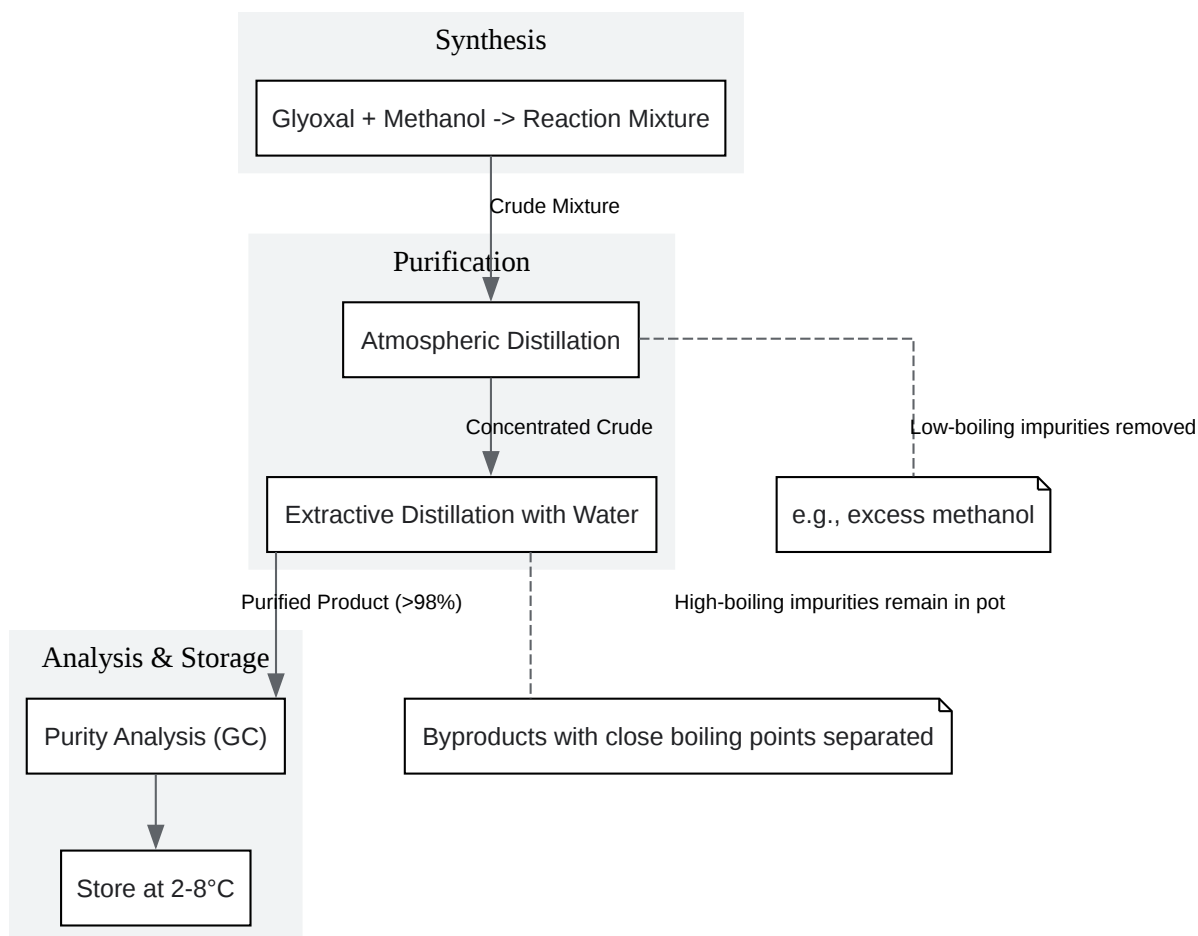 Synthesis
Glyoxal + Methanol -> Reaction Mixture
Crude Mixture
Purification
Atmospheric Distillation
Concentrated Crude
Low-boiling impurities removed
Extractive Distillation with Water
e.g., excess methanol
Purified Product (>98%)
High-boiling impurities remain in pot
Analysis & Storage
Purity Analysis (GC)
Byproducts with close boiling points separated
Store at 2-8°C